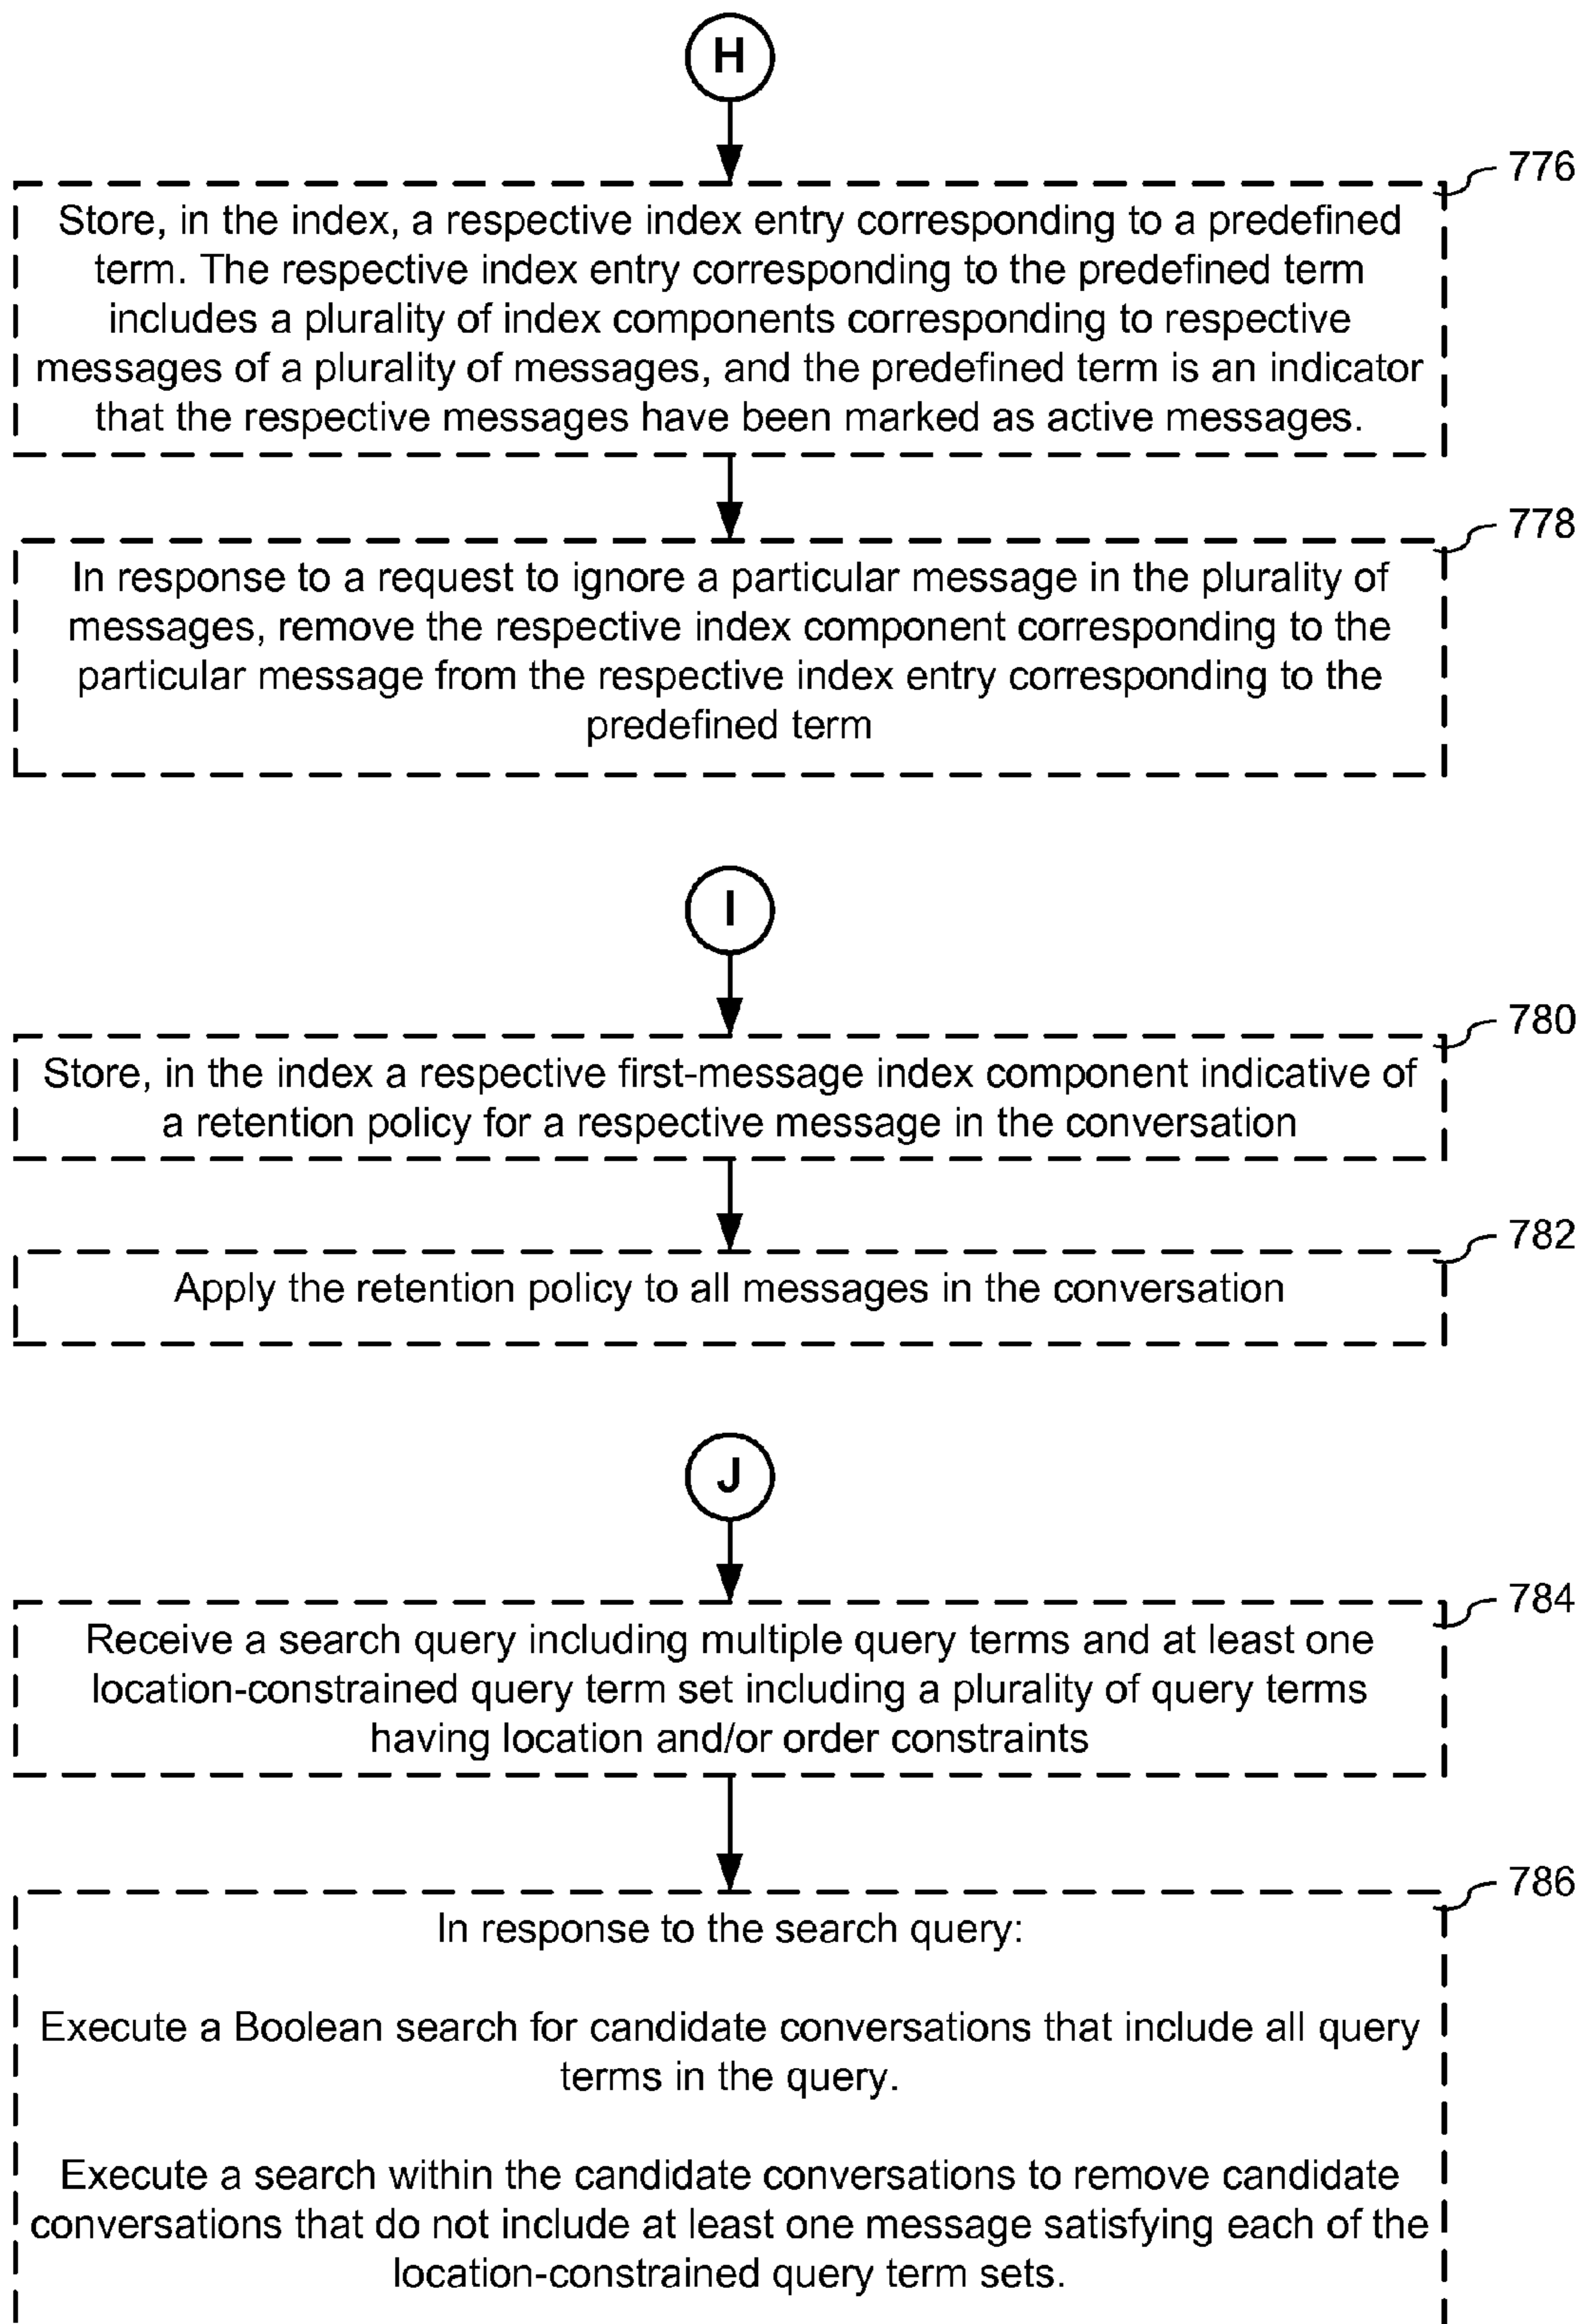 H
776
Store, in the index, a respective index entry corresponding to a predefined
term. The respective index entry corresponding to the predefined term
includes a plurality of index components corresponding to respective
messages of a plurality of messages, and the predefined term is an indicator
that the respective messages have been marked as active messages.
778
In response to a request to ignore a particular message in the plurality of
messages, remove the respective index component corresponding to the
particular message from the respective index entry corresponding to the
predefined term
I
780
Store, in the index a respective first-message index component indicative of
a retention policy for a respective message in the conversation
782
Apply the retention policy to all messages in the conversation
J
784
Receive a search query including multiple query terms and at least one
location-constrained query term set including a plurality of query terms
having location and/or order constraints
786
In response to the search query:
Execute a Boolean search for candidate conversations that include all query
terms in the query.
Execute a search within the candidate conversations to remove candidate
conversations that do not include at least one message satisfying each of the
location-constrained query term sets.